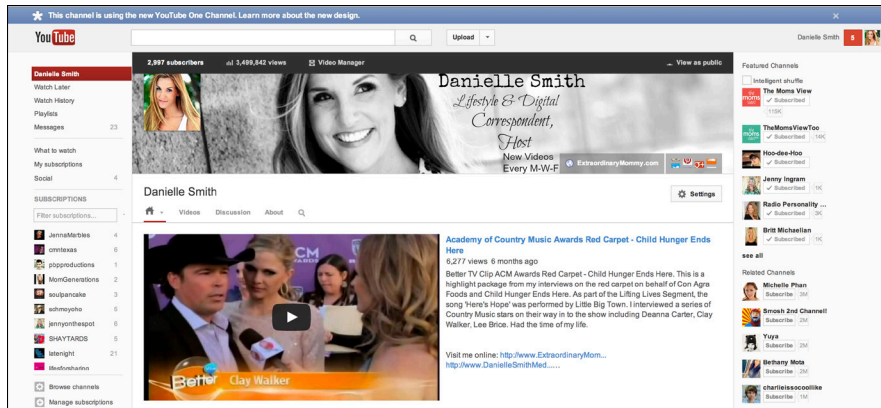 This channel is using the new YouTube One Channel. Learn more about the new design.
YouTube
Upload
Danielle Smith
5
Danielle Smith
Watch Later
Watch History
Playlists
Messages 23
What to watch
My subscriptions
Social 4
SUBSCRIPTIONS
Filter subscriptions...
JennaMarbles 4
cmntexas 6
popproductions 1
MomGenerations 2
soulpancake 3
schmoyoho 5
jennyonthespot 6
SHAYTARDS 5
latenight 21
lifeforsharing
Browse channels
Manage subscriptions
2,997 subscribers
3,499,842 views
Video Manager
View as public
Danielle Smith
Lifestyle & Digital
Correspondent,
Host
New Videos
Every M-W-F
ExtraordinaryMommy.com
Danielle Smith
Settings
Videos Discussion About
CM
Better
Clay Walker
Academy of Country Music Awards Red Carpet - Child Hunger Ends
Here
6,277 views 6 months ago
Better TV Clip ACM Awards Red Carpet - Child Hunger Ends Here. This is a
highlight package from my interviews on the red carpet on behalf of Con Agra
Foods and Child Hunger Ends Here. As part of the Lifting Lives Segment, the
song 'Here's Hope' was performed by Little Big Town. I interviewed a series of
Country Music stars on their way in to the show including Deanna Carter, Clay
Walker, Lee Brice. Had the time of my life.
Visit me online: http://www.ExtraordinaryMom...
http://www.DanielleSmithMed......
Featured Channels
Intelligent shuffle
The Moms View
Subscribed
115K
TheMomsViewToo
Subscribed 14K
Hoo-dee-Hoo
Subscribed
Jenny Ingram
Subscribed 1K
Radio Personality ...
Subscribed 3K
Britt Michaelian
Subscribed 1K
see all
Related Channels
Michelle Phan
Subscribe 3M
Smosh 2nd Channel!
Subscribe 2M
Yuya
Subscribe 2M
Bethany Mota
Subscribe 2M
charlieissocoollike
Subscribe 1M